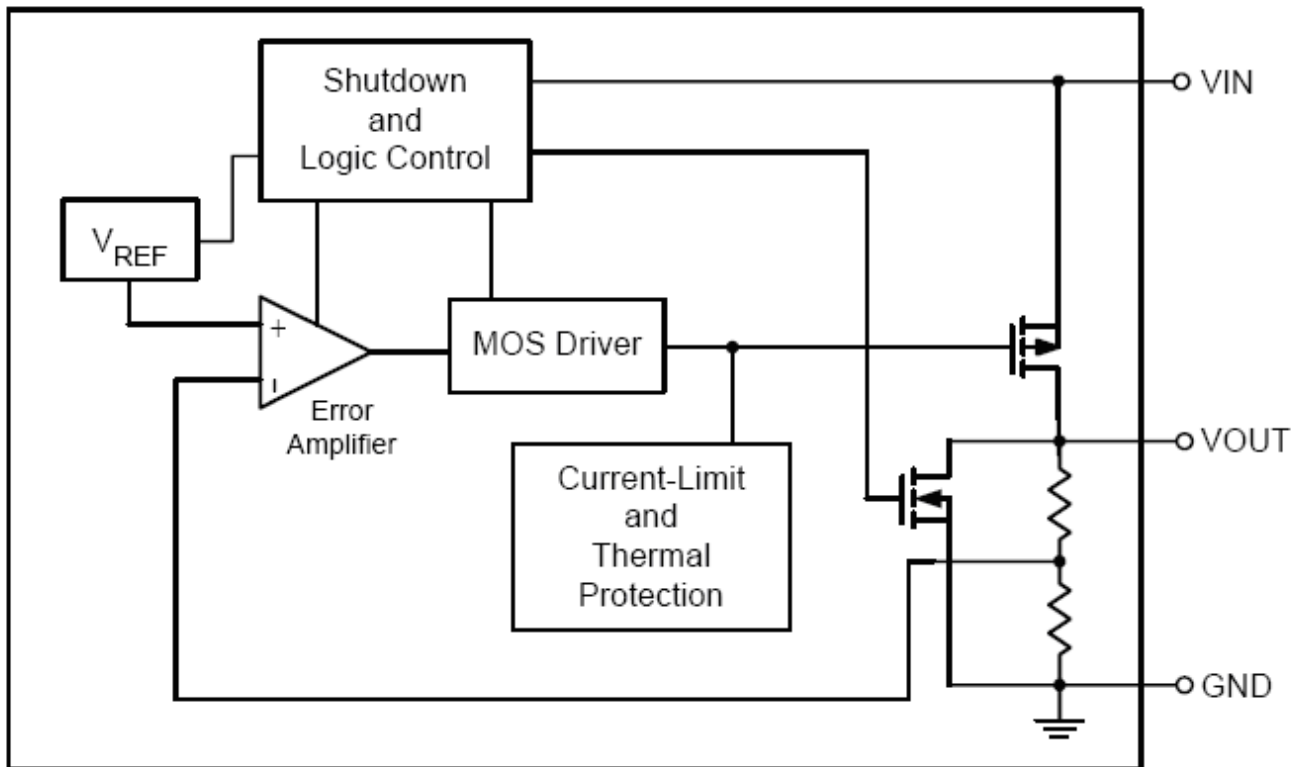 Shutdown
and
Logic Control
VIN
VREF
+
-
MOS Driver
Error
Amplifier
VOUT
Current-Limit
and
Thermal
Protection
GND